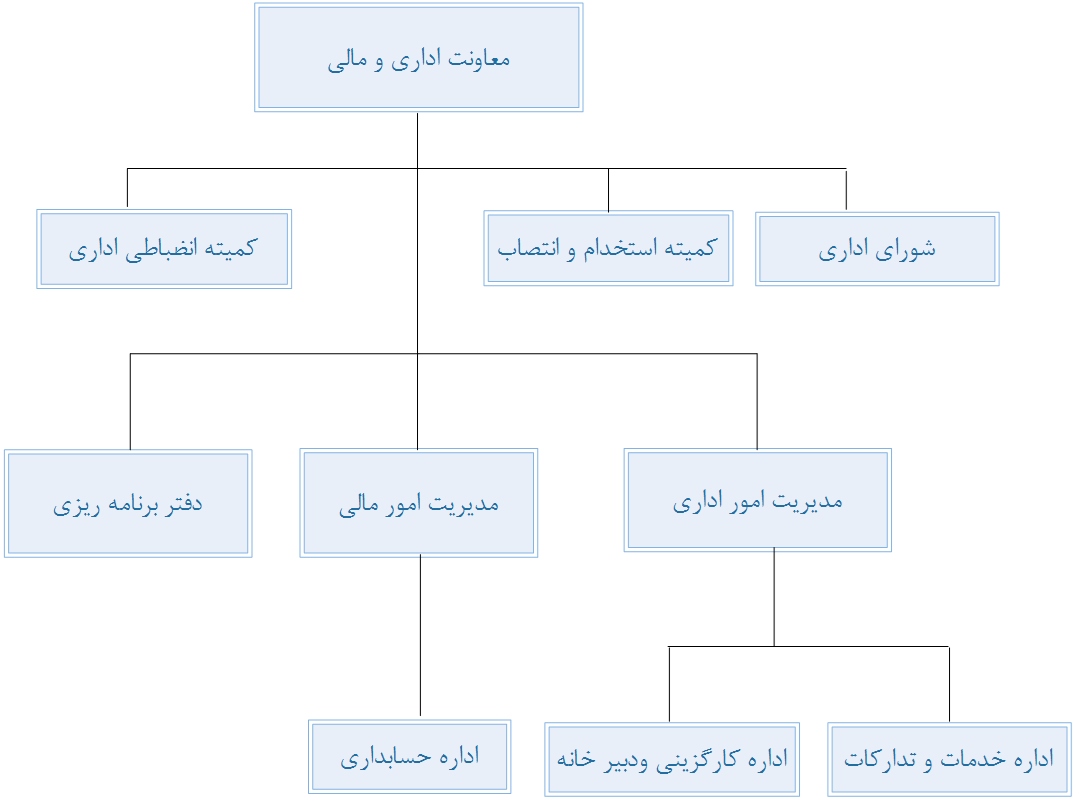 معاونت اداری و مالی
شورای اداری
کمیته استخدام و انتصاب
کمیته انضباطی اداری
مدیریت امور اداری
مدیریت امور مالی
دفتر برنامه ریزی
اداره خدمات و تدارکات
اداره کارگزینی ودبیر خانه
اداره حسابداری